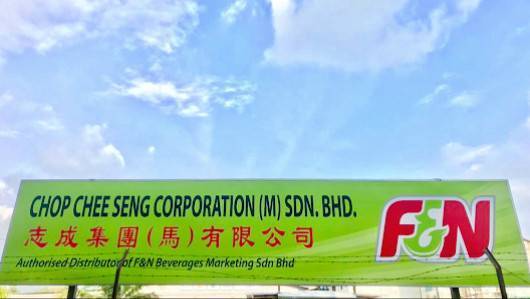 CHOP CHEE SENG CORPORATION (M) SDN. BHD.
志成集團(馬)有限公司
Authorised Distributor of F&N Beverages Marketing Sdn Bhd
F&N